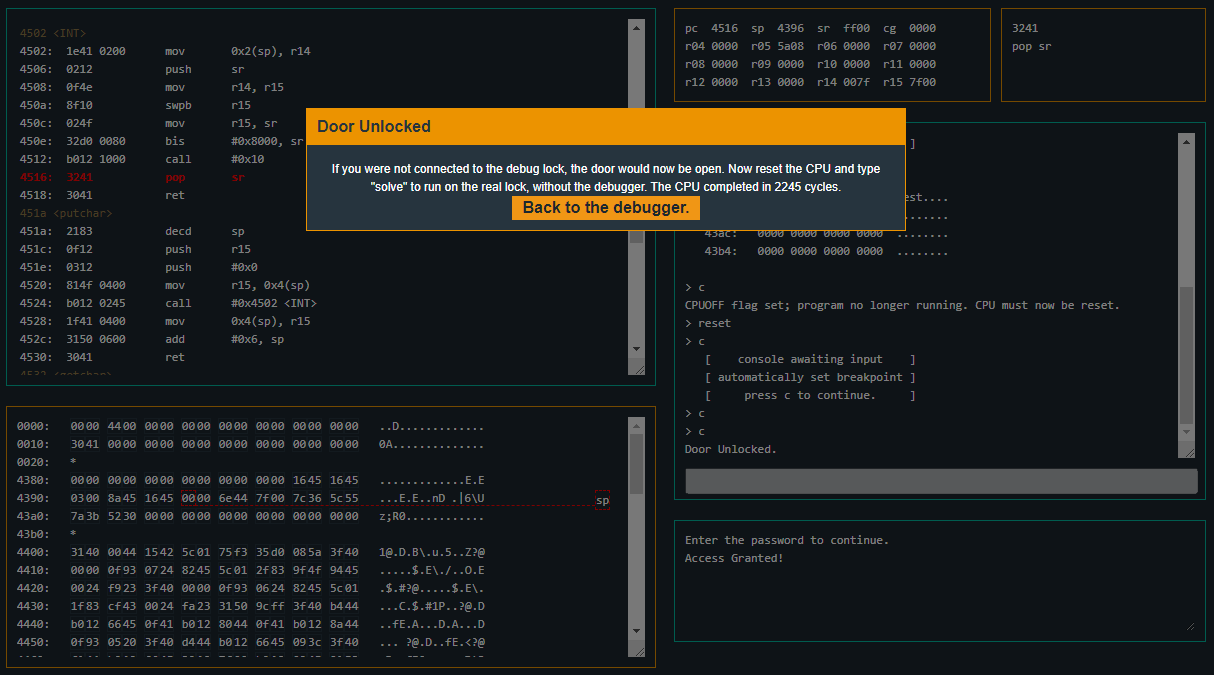 4502 <INT>
4502: 1e41 0200 mov 0x2(sp), r14
4506: 0212 push sr
4508: 0f4e mov r14, r15
450a: 8f10 swpb r15
450c: 024f mov r15, sr
450e: 32d0 0080 bis #0x8000, sr
4512: b012 1000 call #0x10
4516: 3241 pop sr
4518: 3041 ret
451a <putchar>
451a: 2183 decd sp
451c: 0f12 push r15
451e: 0312 push #0x0
4520: 814f 0400 mov r15, 0x4(sp)
4524: b012 0245 call #0x4502 <INT>
4528: 1f41 0400 mov 0x4(sp), r15
452c: 3150 0600 add #0x6, sp
4530: 3041 ret
4532 <getchar>
pc 4516 sp 4396 sr ff00 cg 0000
r04 0000 r05 5a08 r06 0000 r07 0000
r08 0000 r09 0000 r10 0000 r11 0000
r12 0000 r13 0000 r14 007f r15 7f00
3241
pop sr
Door Unlocked
If you were not connected to the debug lock, the door would now be open. Now reset the CPU and type
"solve" to run on the real lock, without the debugger. The CPU completed in 2245 cycles.
Back to the debugger.
]
est....
........
43ac: 0000 0000 0000 0000 ........
43b4: 0000 0000 0000 0000 ........
> c
CPUOFF flag set; program no longer running. CPU must now be reset.
> reset
> c
[ console awaiting input ]
[ automatically set breakpoint ]
[ press c to continue. ]
> c
> c
Door Unlocked.
0000: 0000 4400 0000 0000 0000 0000 0000 0000 ..D.............
0010: 3041 0000 0000 0000 0000 0000 0000 0000 0A..............
0020: *
4380: 0000 0000 0000 0000 0000 0000 1645 1645 .............E.E
4390: 0300 8a45 1645 0000 6e44 7f00 7c36 5c55 ...E.E..nD .|6\U
43a0: 7a3b 5230 0000 0000 0000 0000 0000 0000 z;R0............
43b0: *
4400: 3140 0044 1542 5c01 75f3 35d0 085a 3f40 1@.D.B\.u.5..Z?@
4410: 0000 0f93 0724 8245 5c01 2f83 9f4f 9445 .....$.E\./..O.E
4420: 0024 f923 3f40 0000 0f93 0624 8245 5c01 .$.#?@.....$.E\.
4430: 1f83 cf43 0024 fa23 3150 9cff 3f40 b444 ...C.$.#1P..?@.D
4440: b012 6645 0f41 b012 8044 0f41 b012 8a44 ..fE.A...D.A...D
4450: 0f93 0520 3f40 d444 b012 6645 093c 3f40 ... ?@.D..fE.<?@
sp
Enter the password to continue.
Access Granted!